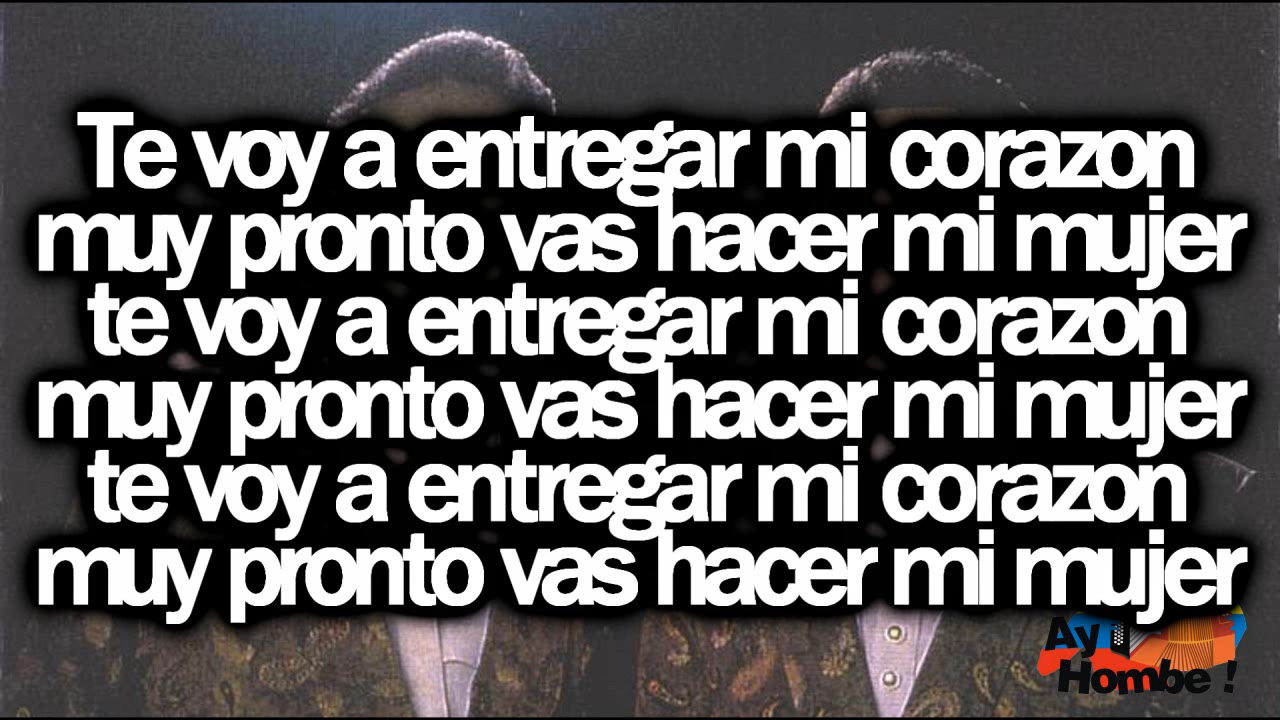 Te voy a entregar mi corazon
muy pronto vas hacer mi mujer
te voy a entregar mi corazon
muy pronto vas hacer mi mujer
te voy a entregar mi corazon
muy pronto vas hacer mi mujer
Ay
Hombe !